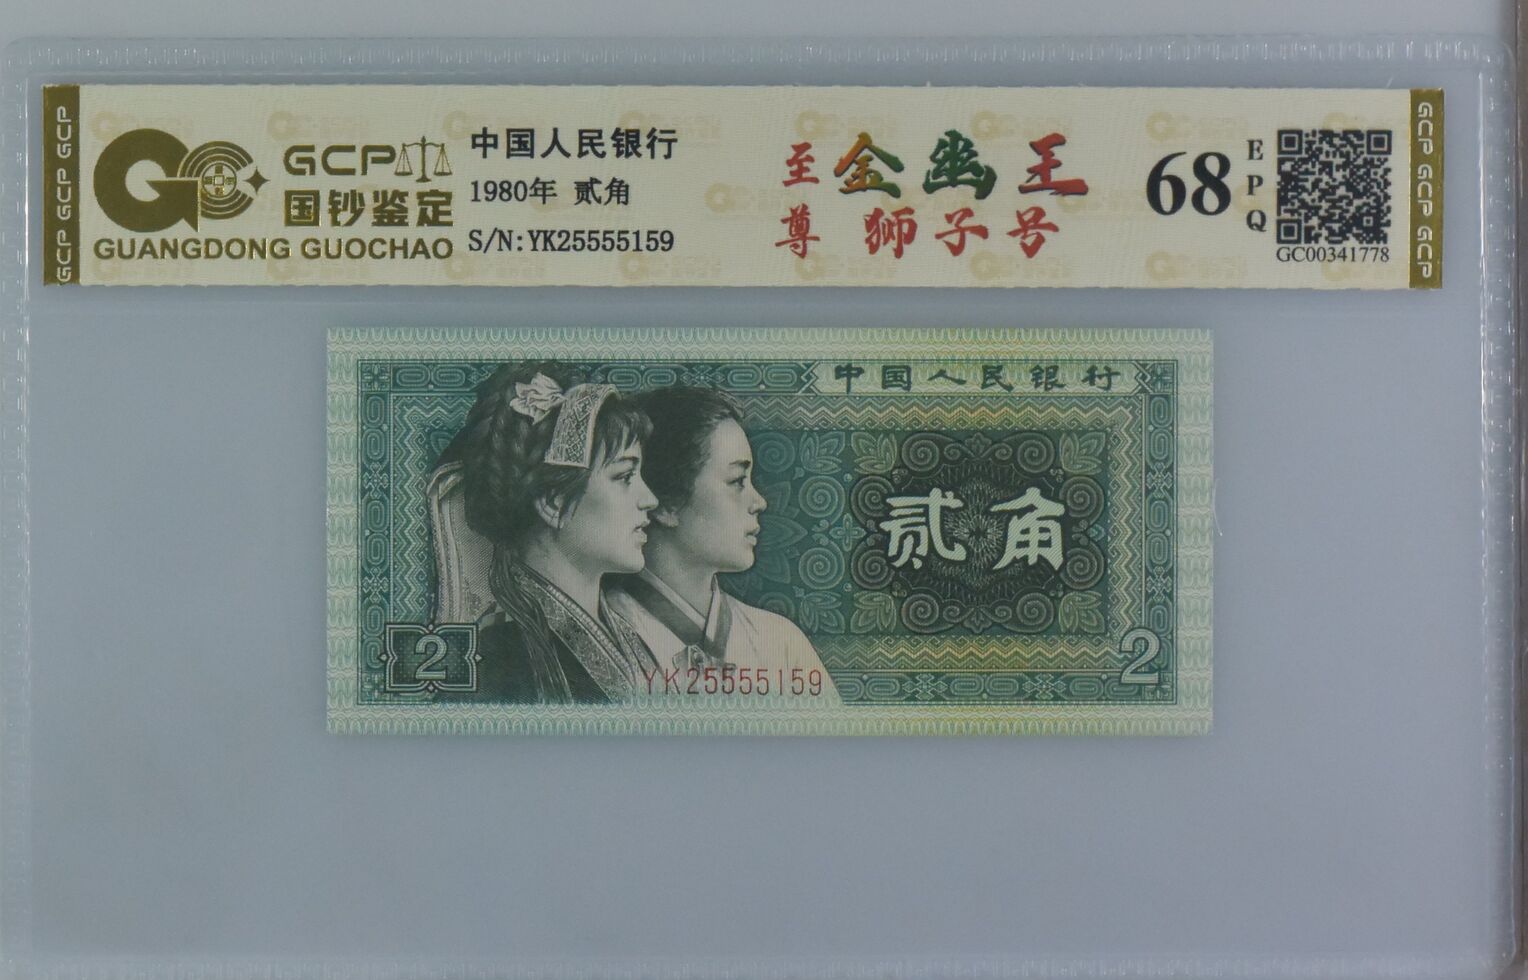 GCP GCP GCP
GCP
国钞鉴定
GUANGDONG GUOCHAO
中国人民银行
1980年 贰角
S/N:YK25555159
至尊
金幽王
狮子号
68
EPQ
GC00341778
GCP GCP GCP
中国人民银行
贰角
2
YK25555159
2